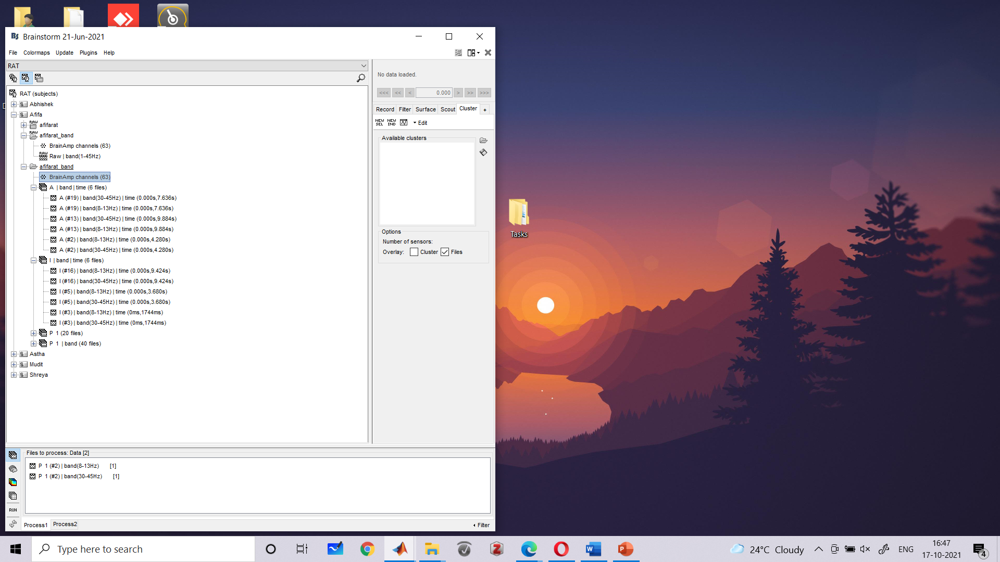 Brainstorm 21-Jun-2021
File Colormaps Update Plugins Help
RAT
RAT (subjects)
Abhishek
Afifa
RAW afifarat
RAW afifarat_band
BrainAmp channels (63)
RAW Raw | band(1-45Hz)
afifarat_band
BrainAmp channels (63)
A | band | time (6 files)
A (#19) | band(30-45Hz) | time (0.000s,7.636s)
A (#19) | band(8-13Hz) | time (0.000s,7.636s)
A (#13) | band(30-45Hz) | time (0.000s,9.884s)
A (#13) | band(8-13Hz) | time (0.000s,9.884s)
A (#2) | band(8-13Hz) | time (0.000s,4.280s)
A (#2) | band(30-45Hz) | time (0.000s,4.280s)
I | band | time (6 files)
I (#16) | band(8-13Hz) | time (0.000s,9.424s)
I (#16) | band(30-45Hz) | time (0.000s,9.424s)
I (#5) | band(8-13Hz) | time (0.000s,3.680s)
I (#5) | band(30-45Hz) | time (0.000s,3.680s)
I (#3) | band(8-13Hz) | time (0ms,1744ms)
I (#3) | band(30-45Hz) | time (0ms,1744ms)
P 1 (20 files)
P 1 | band (40 files)
Astha
Mudit
Shreya
No data loaded.
<<< << < 0.000 > >> >>>
Record Filter Surface Scout Cluster +
NEW SEL NEW IND Edit
Available clusters
Options
Number of sensors:
Overlay: Cluster Files
Files to process: Data [2]
P 1 (#2) | band(8-13Hz) [1]
P 1 (#2) | band(30-45Hz) [1]
RUN
Process1 Process2 Filter
Tasks
Type here to search
24°C Cloudy ENG
16:47
17-10-2021
4